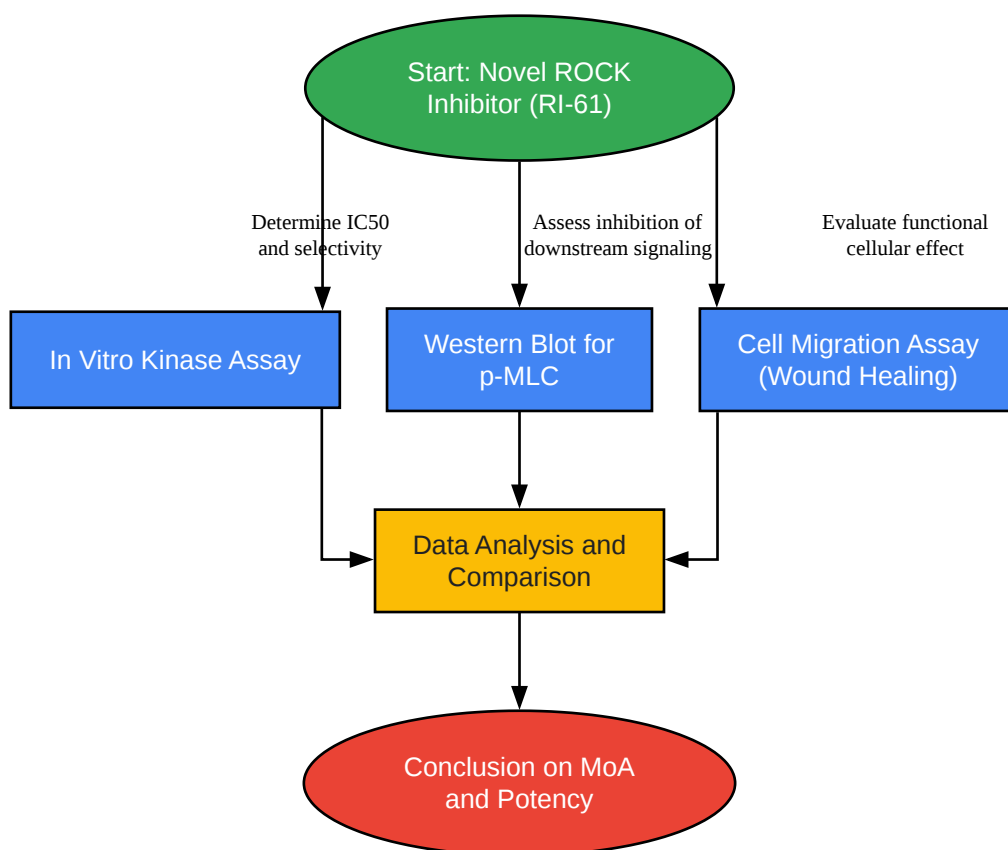 Start: Novel ROCK
Inhibitor (RI-61)
Determine IC50
and selectivity
Assess inhibition of
downstream signaling
Evaluate functional
cellular effect
In Vitro Kinase Assay
Western Blot for
p-MLC
Cell Migration Assay
(Wound Healing)
Data Analysis and
Comparison
Conclusion on MoA
and Potency